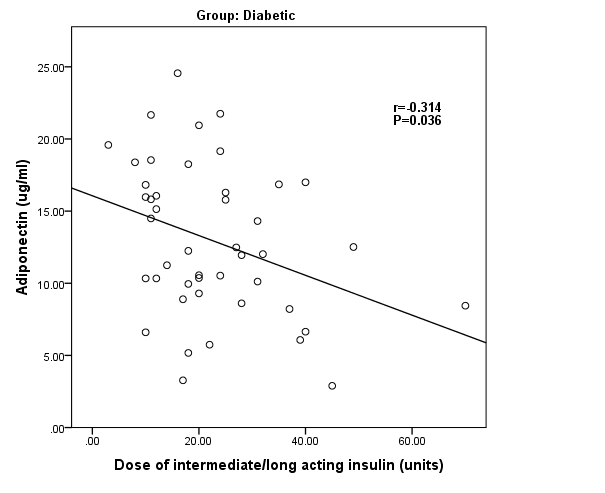 Group: Diabetic
r=-0.314
P=0.036
Adiponectin (ug/ml)
25.00
20.00
15.00
10.00
5.00
.00
.00 20.00 40.00 60.00
Dose of intermediate/long acting insulin (units)